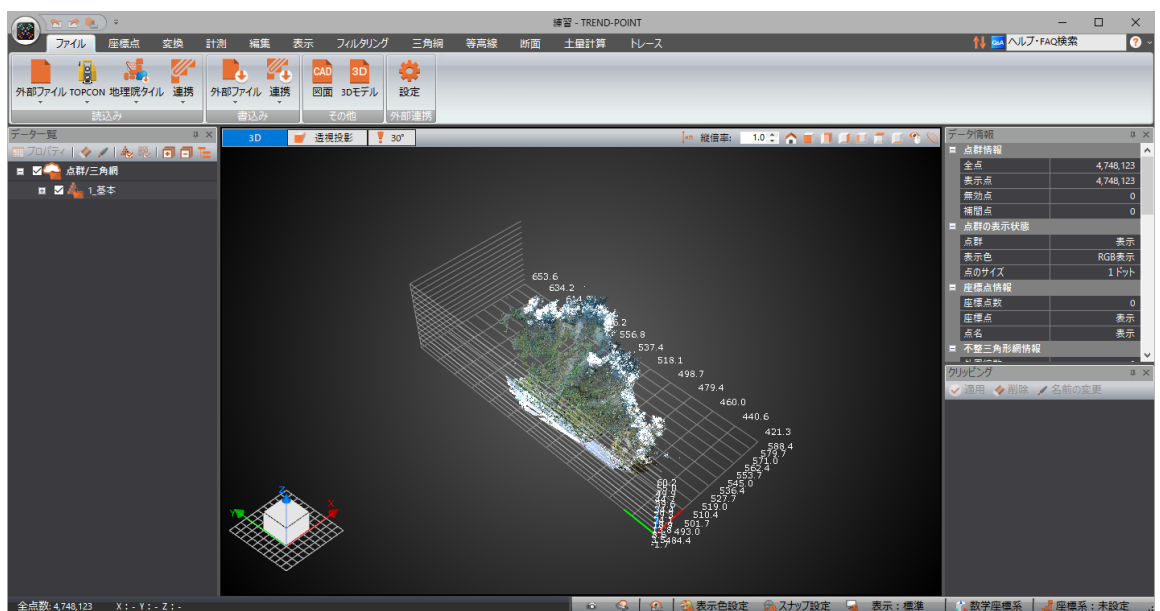 練習 - TREND-POINT
ファイル 座標点 変換 計測 編集 表示 フィルタリング 三角網 等高線 断面 土量計算 トレース
Q&A ヘルプ・FAQ検索 ?
CAD 3D
外部ファイル TOPCON 地理院タイル 連携 外部ファイル 連携 図面 3Dモデル 設定
読込み 書込み その他 外部連携
データ一覧
プロパティ
点群/三角網
1_基本
3D 透視投影 30° 縦倍率: 1.0
653.6
634.2
556.8
537.4
518.1
498.7
479.4
460.0
440.6
421.3
588.4
579.7
571.0
562.4
553.7
545.0
536.4
527.7
519.0
510.4
501.7
493.0
484.4
60.2
-1.7
Z
Y X
データ情報
点群情報
全点 4,748,123
表示点 4,748,123
無効点 0
補間点 0
点群の表示状態
点群 表示
表示色 RGB表示
点のサイズ 1 ドット
座標点情報
座標点数 0
座標点 表示
点名 表示
不整三角形網情報
クリッピング
適用 削除 名前の変更
全点数: 4,748,123 X : - Y : - Z : -
表示色設定 スナップ設定 表示 : 標準 数学座標系 座標系 : 未設定